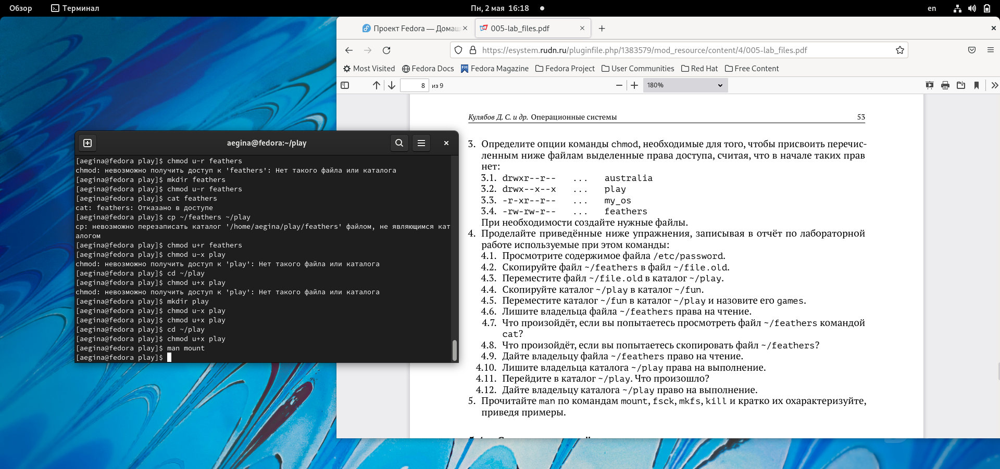 Обзор
Терминал
Пн, 2 мая 16:18
en
Проект Fedora — Домаш
005-lab_files.pdf
https://esystem.rudn.ru/pluginfile.php/1383579/mod_resource/content/4/005-lab_files.pdf
Most Visited
Fedora Docs
Fedora Magazine
Fedora Project
User Communities
Red Hat
Free Content
8 из 9
180%
aegina@fedora:~/play
[aegina@fedora play]$ chmod u-r feathers
chmod: невозможно получить доступ к 'feathers': Нет такого файла или каталога
[aegina@fedora play]$ mkdir feathers
[aegina@fedora play]$ chmod u-r feathers
[aegina@fedora play]$ cat feathers
cat: feathers: Отказано в доступе
[aegina@fedora play]$ cp ~/feathers ~/play
cp: невозможно перезаписать каталог '/home/aegina/play/feathers' файлом, не являющимся кат
алогом
[aegina@fedora play]$ chmod u+r feathers
[aegina@fedora play]$ chmod u-x play
chmod: невозможно получить доступ к 'play': Нет такого файла или каталога
[aegina@fedora play]$ cd ~/play
[aegina@fedora play]$ chmod u+x play
chmod: невозможно получить доступ к 'play': Нет такого файла или каталога
[aegina@fedora play]$ mkdir play
[aegina@fedora play]$ chmod u-x play
[aegina@fedora play]$ chmod u+x play
[aegina@fedora play]$ cd ~/play
[aegina@fedora play]$ chmod u+x play
[aegina@fedora play]$ man mount
[aegina@fedora play]$
Кулябов Д. С. и др. Операционные системы 53
3. Определите опции команды chmod, необходимые для того, чтобы присвоить перечис-
ленным ниже файлам выделенные права доступа, считая, что в начале таких прав
нет:
3.1. drwxr--r-- ... australia
3.2. drwx--x--x ... play
3.3. -r-xr--r-- ... my_os
3.4. -rw-rw-r-- ... feathers
При необходимости создайте нужные файлы.
4. Проделайте приведённые ниже упражнения, записывая в отчёт по лабораторной
работе используемые при этом команды:
4.1. Просмотрите содержимое файла /etc/password.
4.2. Скопируйте файл ~/feathers в файл ~/file.old.
4.3. Переместите файл ~/file.old в каталог ~/play.
4.4. Скопируйте каталог ~/play в каталог ~/fun.
4.5. Переместите каталог ~/fun в каталог ~/play и назовите его games.
4.6. Лишите владельца файла ~/feathers права на чтение.
4.7. Что произойдёт, если вы попытаетесь просмотреть файл ~/feathers командой
cat?
4.8. Что произойдёт, если вы попытаетесь скопировать файл ~/feathers?
4.9. Дайте владельцу файла ~/feathers право на чтение.
4.10. Лишите владельца каталога ~/play права на выполнение.
4.11. Перейдите в каталог ~/play. Что произошло?
4.12. Дайте владельцу каталога ~/play право на выполнение.
5. Прочитайте man по командам mount, fsck, mkfs, kill и кратко их охарактеризуйте,
приведя примеры.